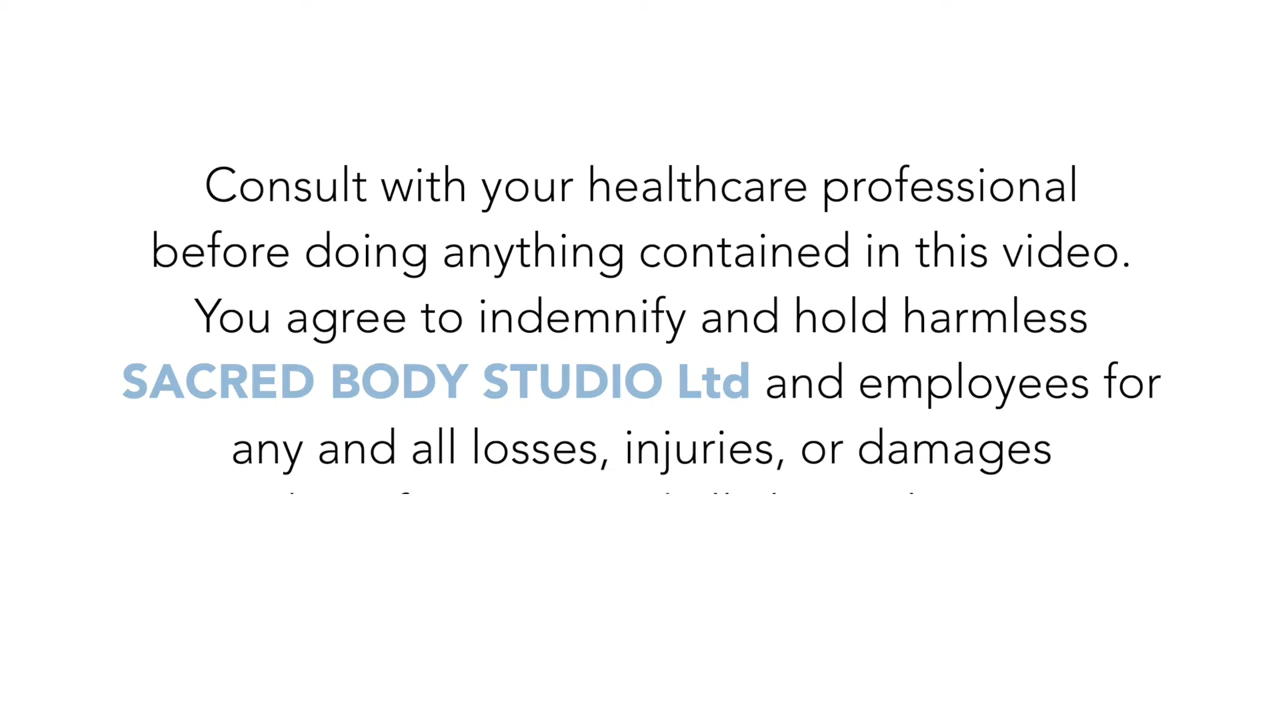 Consult with your healthcare professional
before doing anything contained in this video.
You agree to indemnify and hold harmless
SACRED BODY STUDIO Ltd and employees for
any and all losses, injuries, or damages